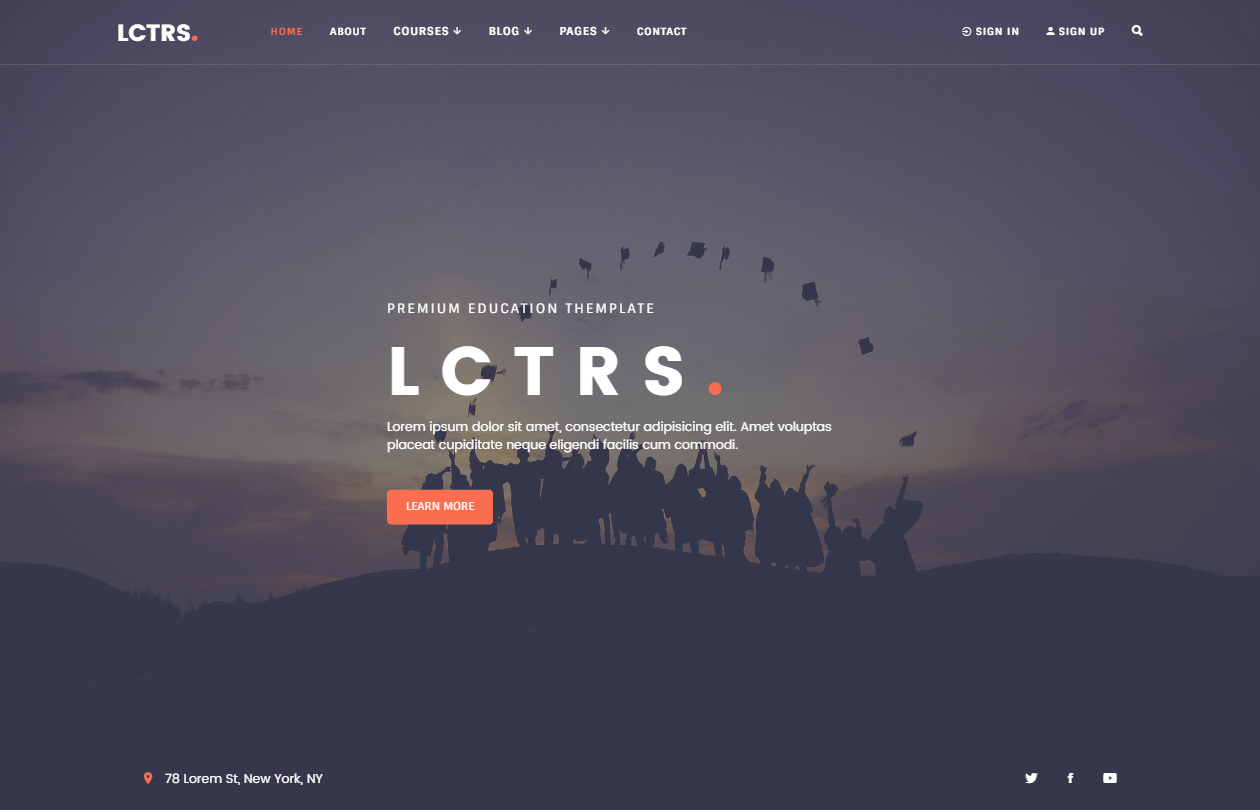 LCTRS.
HOME
ABOUT
COURSES
BLOG
PAGES
CONTACT
SIGN IN
SIGN UP
PREMIUM EDUCATION THEMPLATE
LCTRS.
Lorem ipsum dolor sit amet, consectetur adipisicing elit. Amet voluptas
placeat cupiditate neque eligendi facilis cum commodi.
LEARN MORE
78 Lorem St, New York, NY